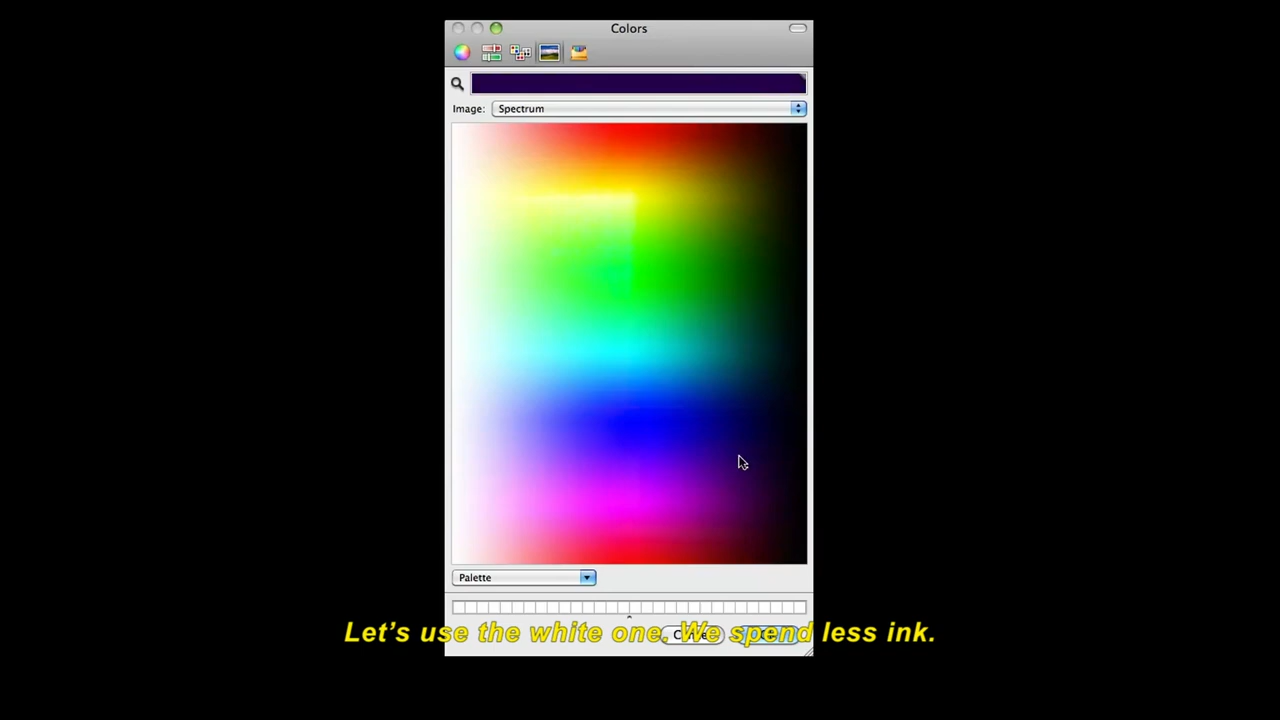 Colors
Image: Spectrum
Palette
Let's use the white one. We spend less ink.